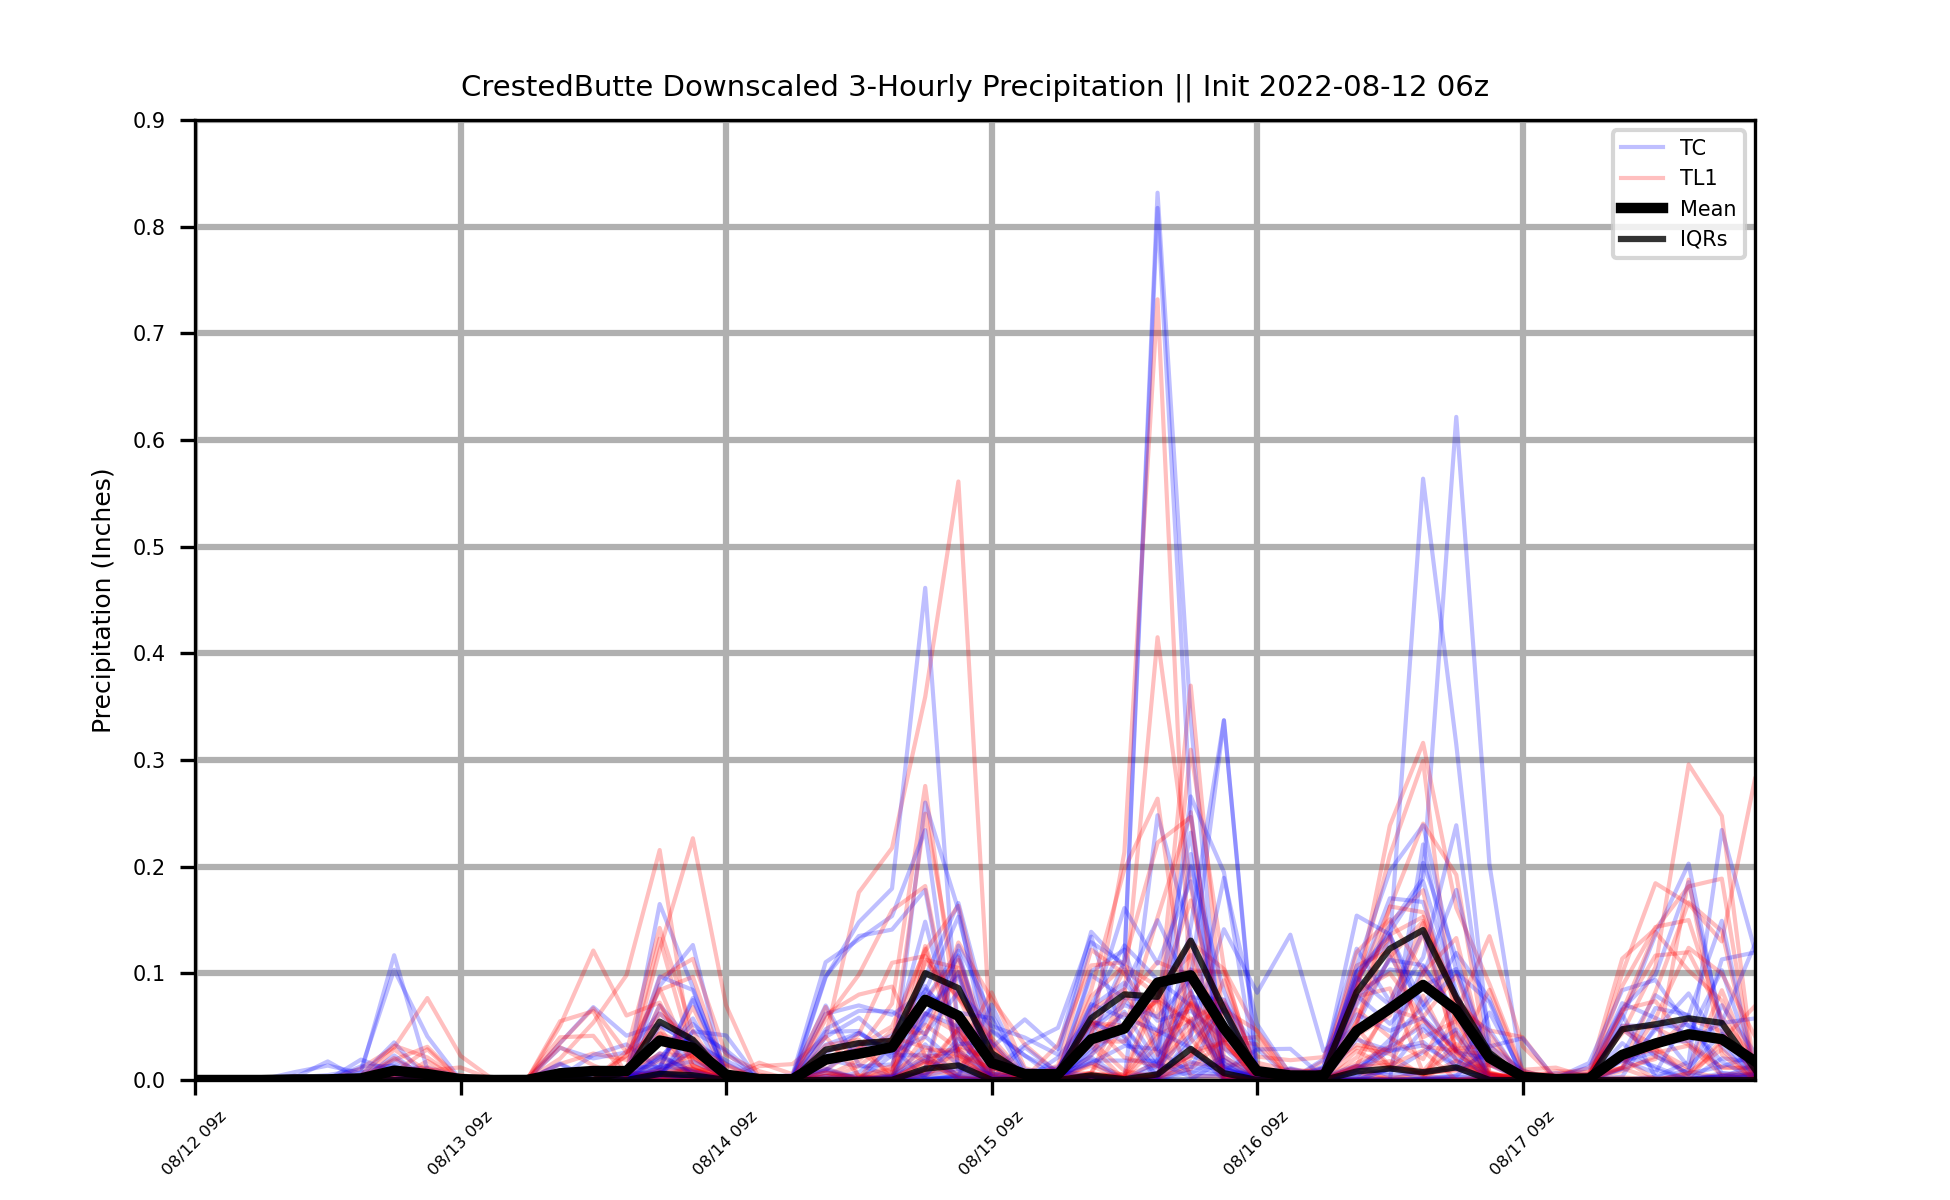 CrestedButte Downscaled 3-Hourly Precipitation || Init 2022-08-12 06z
Precipitation (Inches)
0.9
0.8
0.7
0.6
0.5
0.4
0.3
0.2
0.1
0.0
TC
TL1
Mean
IQRs
08/12 09z
08/13 09z
08/14 09z
08/15 09z
08/16 09z
08/17 09z